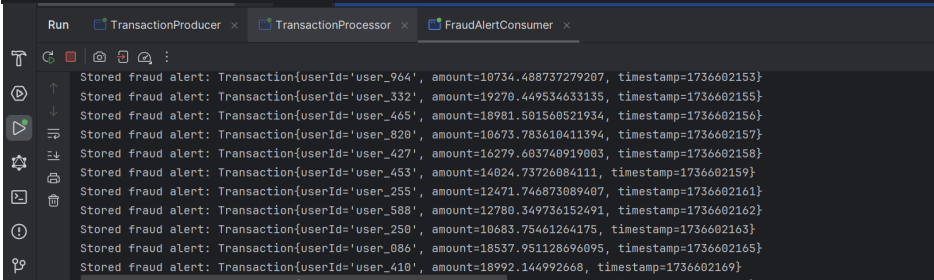 Run TransactionProducer TransactionProcessor FraudAlertConsumer
Stored fraud alert: Transaction{userId='user_964', amount=10734.488737279207, timestamp=1736602153}
Stored fraud alert: Transaction{userId='user_332', amount=19270.449534633135, timestamp=1736602155}
Stored fraud alert: Transaction{userId='user_465', amount=18981.501560521934, timestamp=1736602156}
Stored fraud alert: Transaction{userId='user_820', amount=10673.783610411394, timestamp=1736602157}
Stored fraud alert: Transaction{userId='user_427', amount=16279.603740919003, timestamp=1736602158}
Stored fraud alert: Transaction{userId='user_453', amount=14024.73726084111, timestamp=1736602159}
Stored fraud alert: Transaction{userId='user_255', amount=12471.746873089407, timestamp=1736602161}
Stored fraud alert: Transaction{userId='user_588', amount=12780.349736152491, timestamp=1736602162}
Stored fraud alert: Transaction{userId='user_250', amount=10683.75461264175, timestamp=1736602163}
Stored fraud alert: Transaction{userId='user_086', amount=18537.951128696095, timestamp=1736602165}
Stored fraud alert: Transaction{userId='user_410', amount=18992.144992668, timestamp=1736602169}